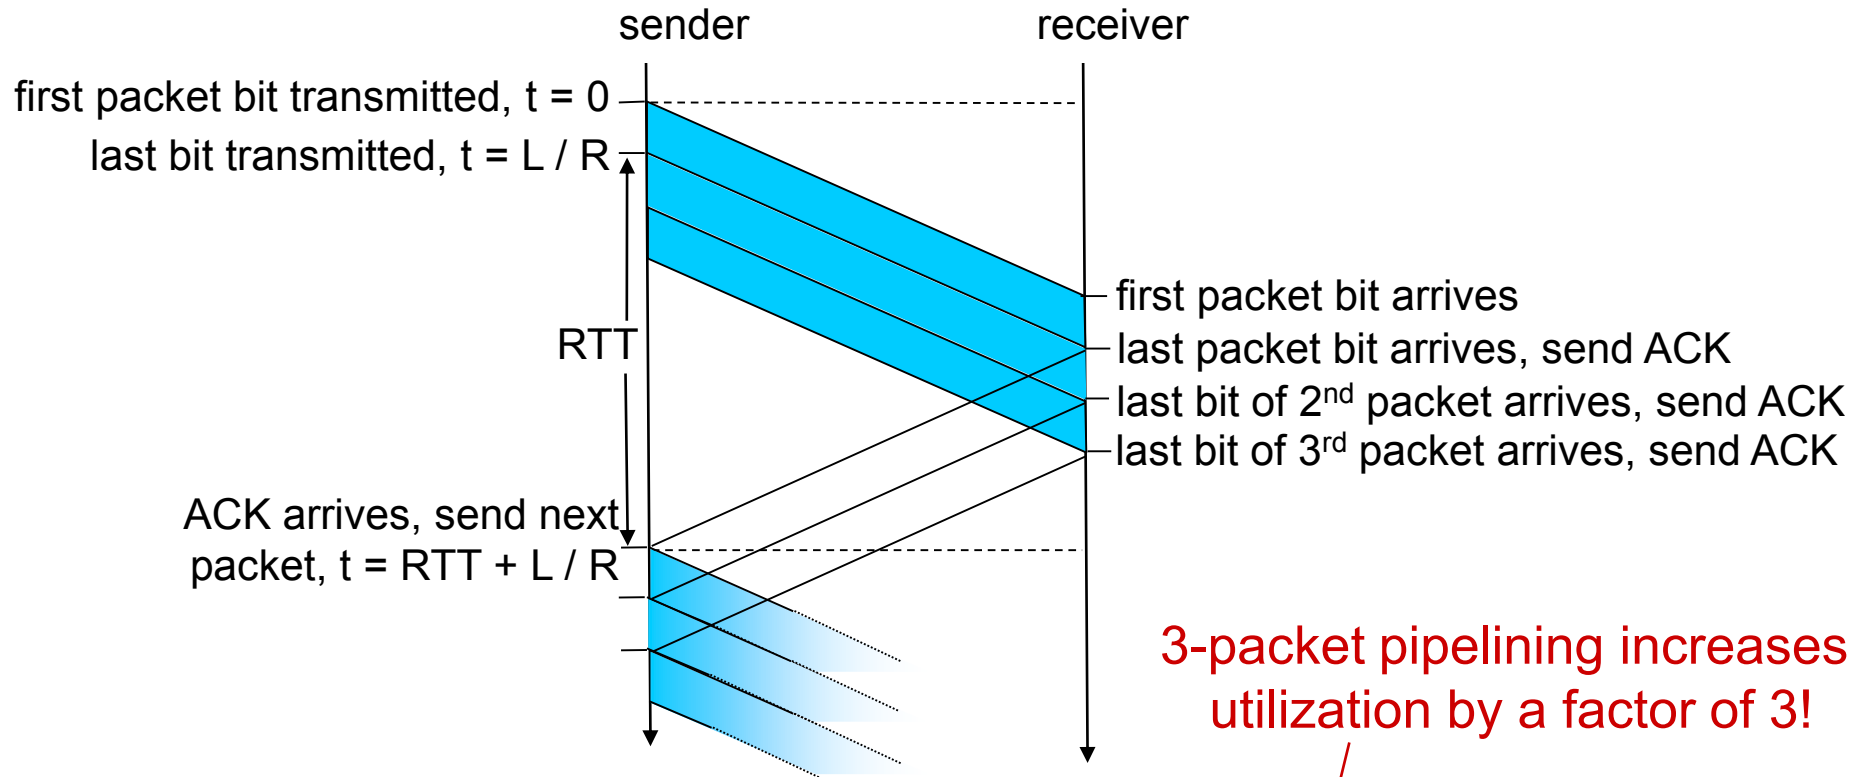 sender
receiver
first packet bit transmitted, t = 0
last bit transmitted, t = L / R
RTT
first packet bit arrives
last packet bit arrives, send ACK
last bit of 2nd packet arrives, send ACK
last bit of 3rd packet arrives, send ACK
ACK arrives, send next
packet, t = RTT + L / R
3-packet pipelining increases
utilization by a factor of 3!